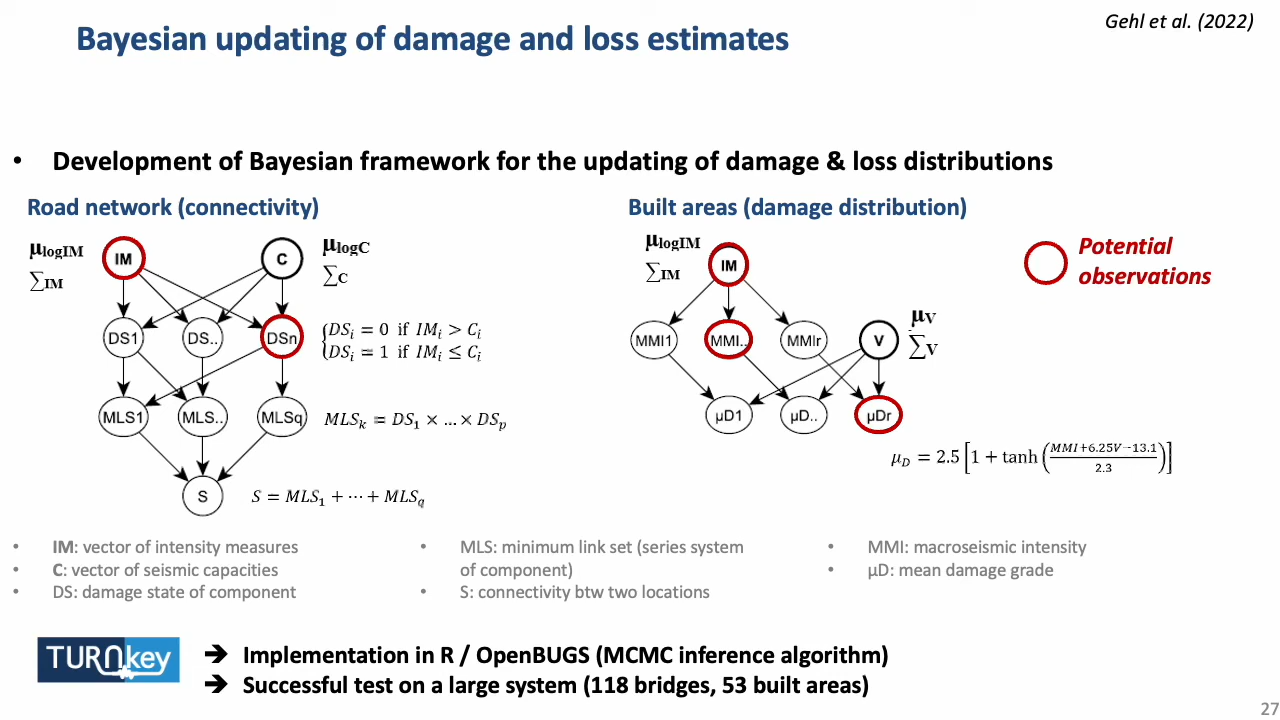 Bayesian updating of damage and loss estimates
Gehl et al. (2022)
• Development of Bayesian framework for the updating of damage & loss distributions
Road network (connectivity)
μlogIM
∑IM
IM
C
μlogC
∑C
DS1
DS..
DSn
{DSᵢ = 0 if IMᵢ > Cᵢ
DSᵢ = 1 if IMᵢ ≤ Cᵢ
MLS1
MLS..
MLSq
MLSₖ = DS₁ × ... × DSₚ
S
S = MLS₁ + ⋯ + MLS_q
Built areas (damage distribution)
μlogIM
∑IM
IM
Potential
observations
MMI1
MMI..
MMIr
V
μV
∑V
μD1
μD..
μDr
μ_D = 2.5 [1 + tanh (MMI+6.25V−13.1 / 2.3)]
• IM: vector of intensity measures
• C: vector of seismic capacities
• DS: damage state of component
• MLS: minimum link set (series system
of component)
• S: connectivity btw two locations
• MMI: macroseismic intensity
• μD: mean damage grade
TURNkey
➔ Implementation in R / OpenBUGS (MCMC inference algorithm)
➔ Successful test on a large system (118 bridges, 53 built areas)
27